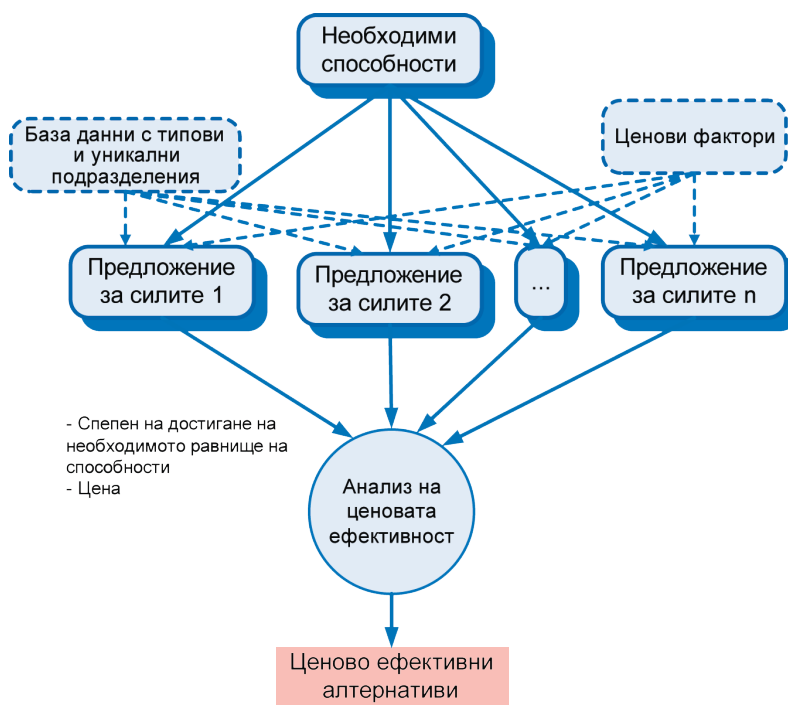 Необходими
способности
База данни с типови
и уникални
подразделения
Ценови фактори
Предложение
за силите 1
Предложение
за силите 2
...
Предложение
за силите n
- Спепен на достигане на
необходимото равнище на
способности
- Цена
Анализ на
ценовата
ефективност
Ценово ефективни
алтернативи